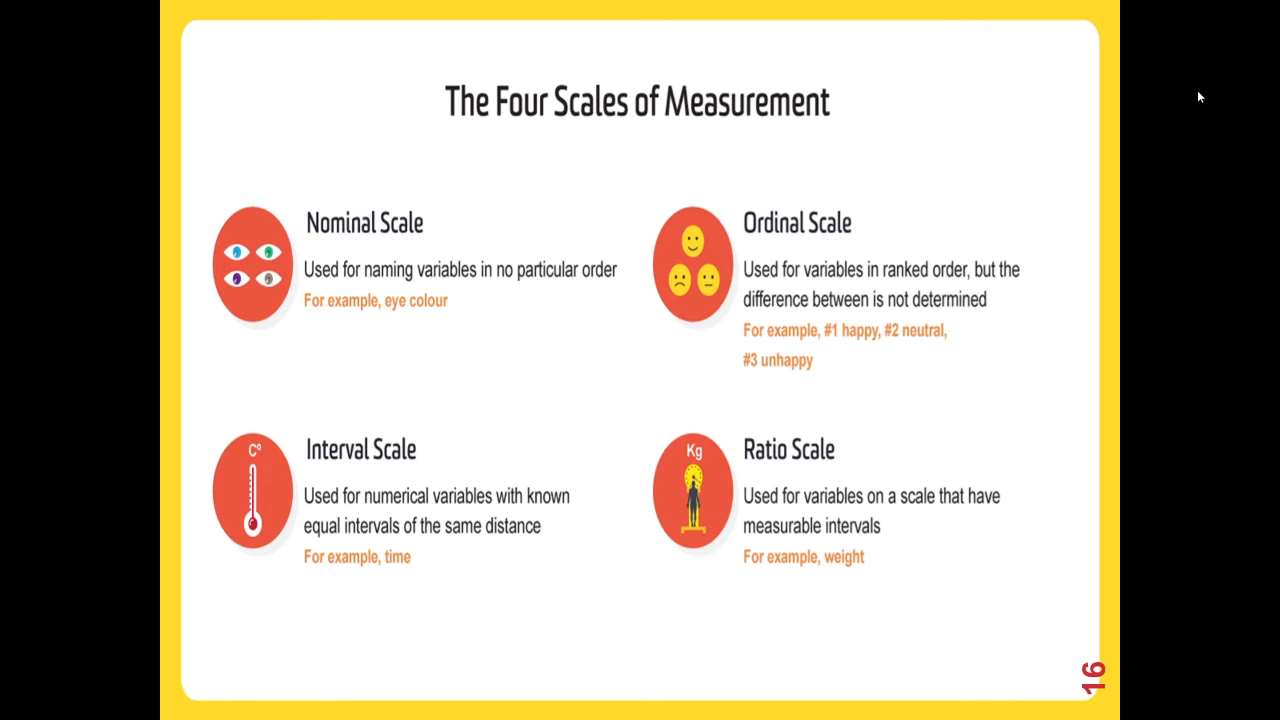 The Four Scales of Measurement
Nominal Scale
Used for naming variables in no particular order
For example, eye colour
Ordinal Scale
Used for variables in ranked order, but the
difference between is not determined
For example, #1 happy, #2 neutral,
#3 unhappy
C°
Interval Scale
Used for numerical variables with known
equal intervals of the same distance
For example, time
Kg
Ratio Scale
Used for variables on a scale that have
measurable intervals
For example, weight
16